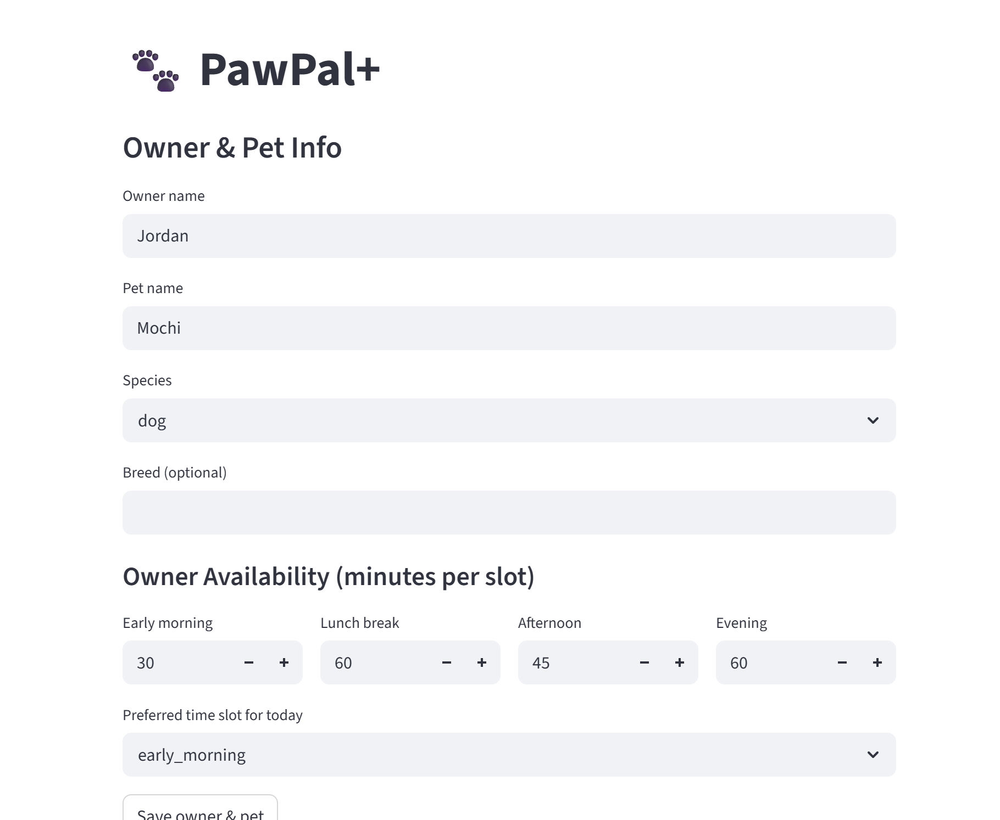 PawPal+
Owner & Pet Info
Owner name
Jordan
Pet name
Mochi
Species
dog
Breed (optional)
Owner Availability (minutes per slot)
Early morning Lunch break Afternoon Evening
30 − + 60 − + 45 − + 60 − +
Preferred time slot for today
early_morning
Save owner & pet